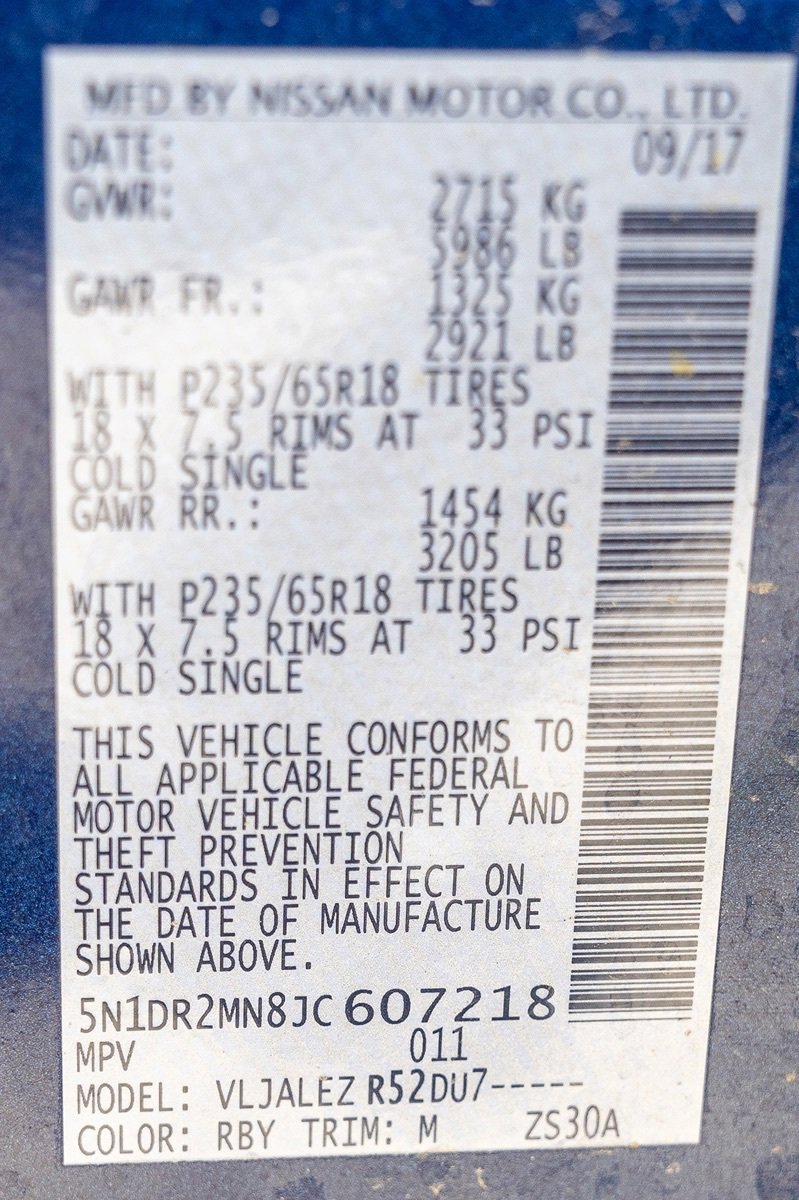 MFD BY NISSAN MOTOR CO., LTD.
DATE: 09/17
GVWR: 2715 KG
5986 LB
GAWR FR.: 1325 KG
2921 LB
WITH P235/65R18 TIRES
18 X 7.5 RIMS AT 33 PSI
COLD SINGLE
GAWR RR.: 1454 KG
3205 LB
WITH P235/65R18 TIRES
18 X 7.5 RIMS AT 33 PSI
COLD SINGLE
THIS VEHICLE CONFORMS TO
ALL APPLICABLE FEDERAL
MOTOR VEHICLE SAFETY AND
THEFT PREVENTION
STANDARDS IN EFFECT ON
THE DATE OF MANUFACTURE
SHOWN ABOVE.
5N1DR2MN8JC607218
MPV 011
MODEL: VLJALEZ R52DU7-----
COLOR: RBY TRIM: M ZS30A